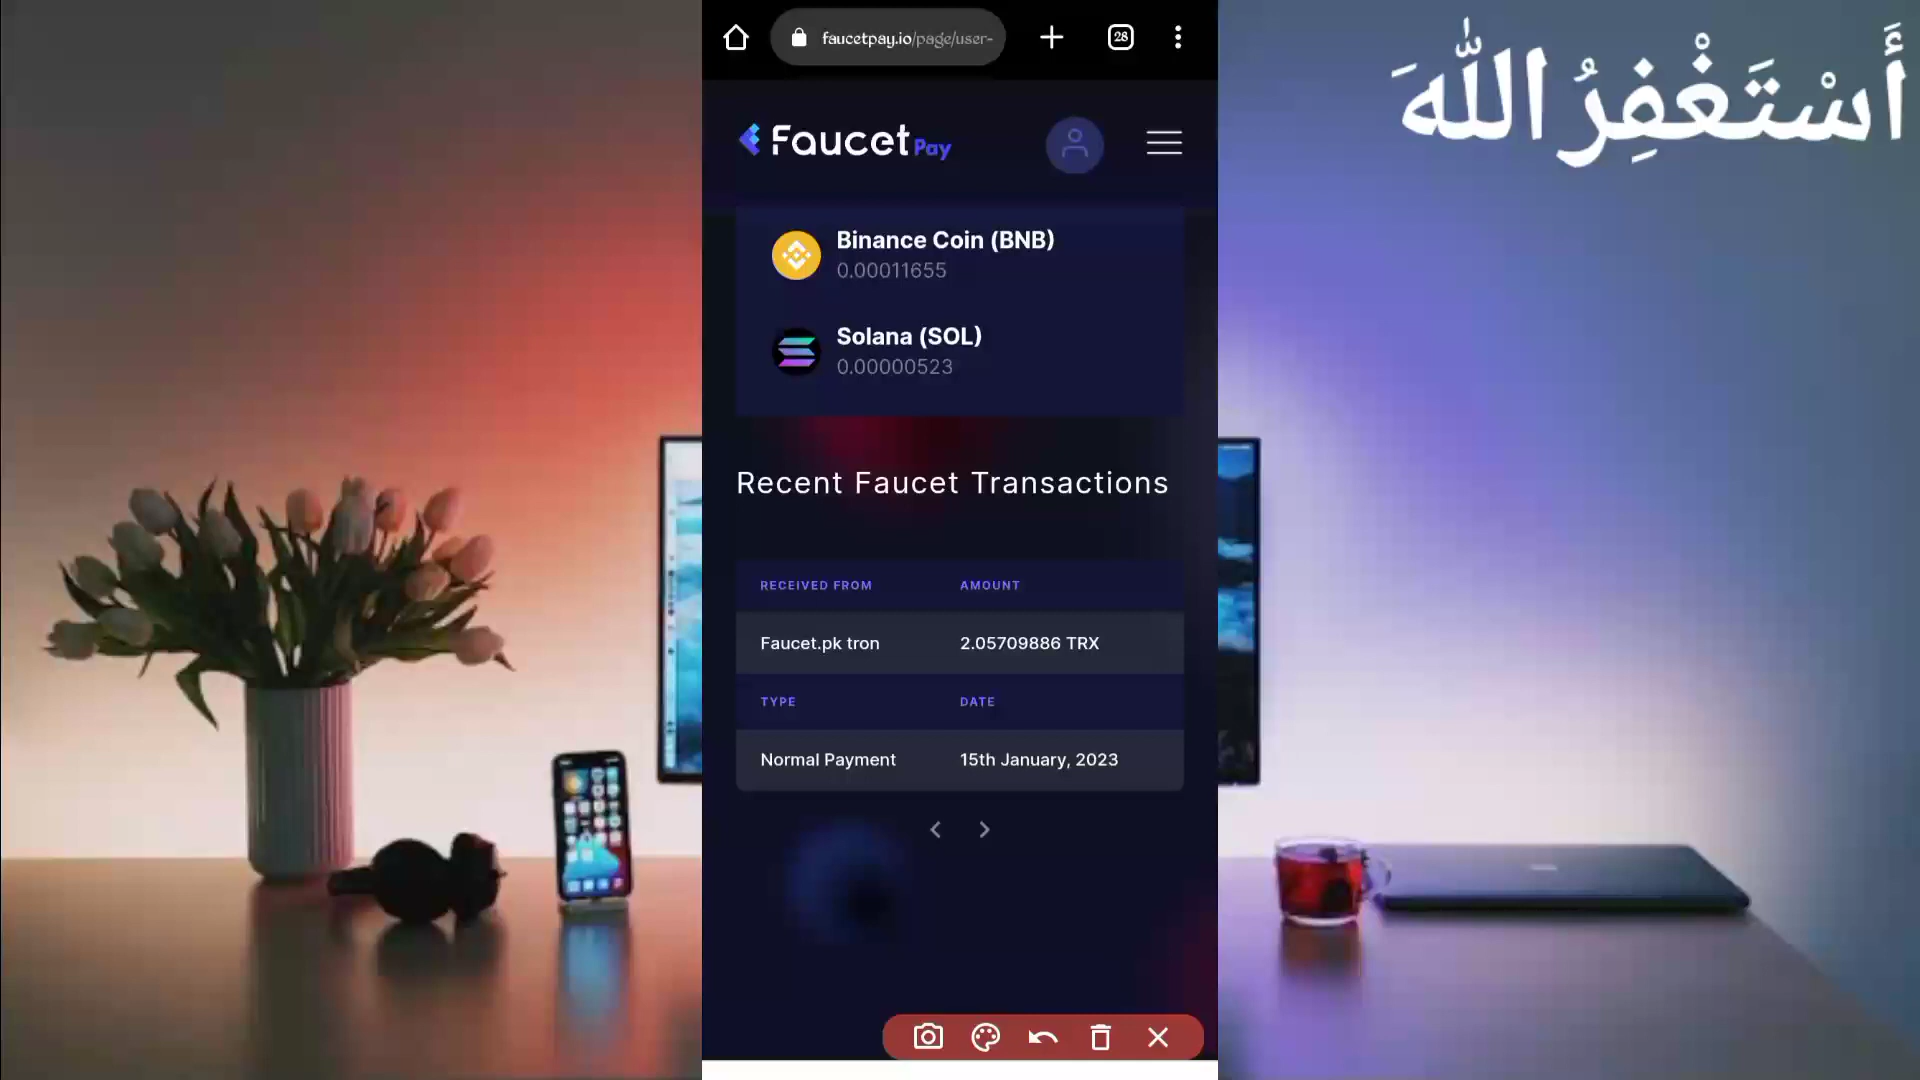 faucetpay.io/page/user-
28
أَسْتَغْفِرُ اللّٰهَ
Faucet Pay
Binance Coin (BNB)
0.00011655
Solana (SOL)
0.00000523
Recent Faucet Transactions
RECEIVED FROM AMOUNT
Faucet.pk tron 2.05709886 TRX
TYPE DATE
Normal Payment 15th January, 2023